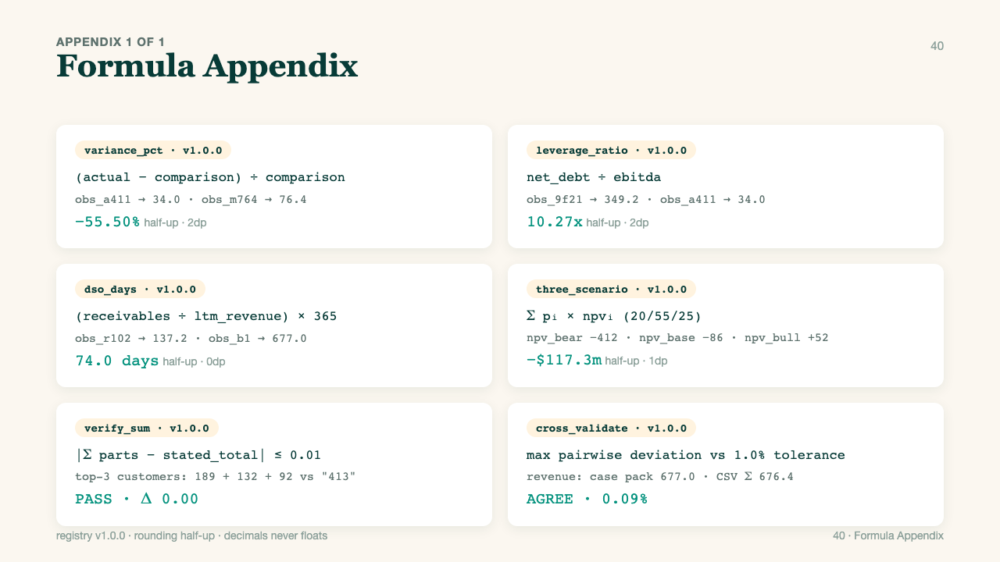 APPENDIX 1 OF 1
40
Formula Appendix
variance_pct · v1.0.0
(actual − comparison) ÷ comparison
obs_a411 → 34.0 · obs_m764 → 76.4
−55.50% half-up · 2dp
leverage_ratio · v1.0.0
net_debt ÷ ebitda
obs_9f21 → 349.2 · obs_a411 → 34.0
10.27x half-up · 2dp
dso_days · v1.0.0
(receivables ÷ ltm_revenue) × 365
obs_r102 → 137.2 · obs_b1 → 677.0
74.0 days half-up · 0dp
three_scenario · v1.0.0
Σ pᵢ × npvᵢ (20/55/25)
npv_bear −412 · npv_base −86 · npv_bull +52
−$117.3m half-up · 1dp
verify_sum · v1.0.0
|Σ parts − stated_total| ≤ 0.01
top-3 customers: 189 + 132 + 92 vs "413"
PASS · Δ 0.00
cross_validate · v1.0.0
max pairwise deviation vs 1.0% tolerance
revenue: case pack 677.0 · CSV Σ 676.4
AGREE · 0.09%
registry v1.0.0 · rounding half-up · decimals never floats
40 · Formula Appendix